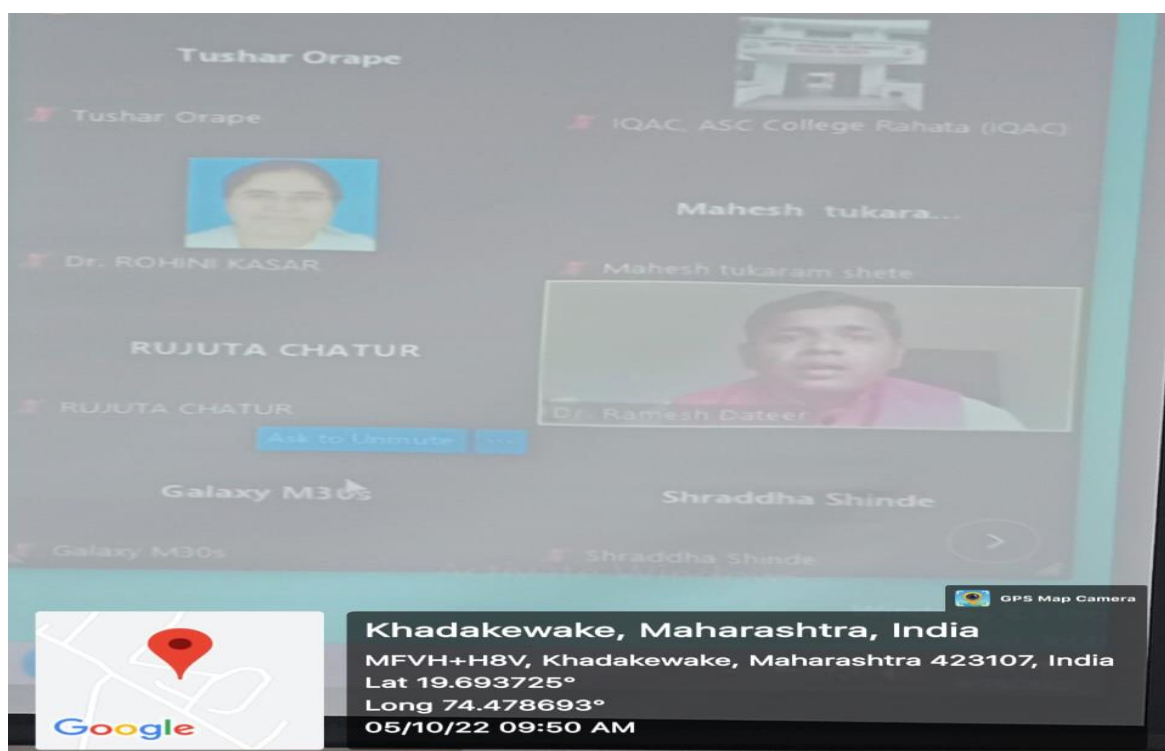 Tushar Orape
Tushar Orape
IQAC, ASC College Rahata (IQAC)
Mahesh tukara...
Dr. ROHINI KASAR
Mahesh tukaram shete
RUJUTA CHATUR
RUJUTA CHATUR
Dr. Ramesh Dateer
Ask to Unmute
...
Galaxy M30s
Shraddha Shinde
Galaxy M30s
Shraddha Shinde
Activate Windows
GPS Map Camera
Khadakewake, Maharashtra, India
MFVH+H8V, Khadakewake, Maharashtra 423107, India
Lat 19.693725°
Long 74.478693°
05/10/22 09:50 AM
Google